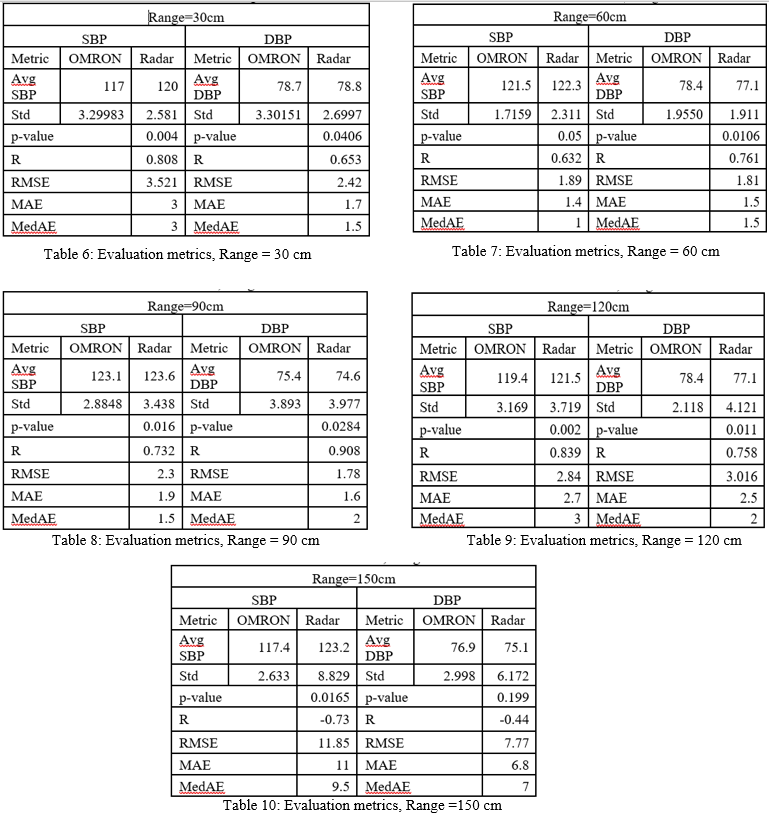 Range=30cm
SBP DBP
Metric OMRON Radar Metric OMRON Radar
Avg SBP 117 120 Avg DBP 78.7 78.8
Std 3.29983 2.581 Std 3.30151 2.6997
p-value 0.004 p-value 0.0406
R 0.808 R 0.653
RMSE 3.521 RMSE 2.42
MAE 3 MAE 1.7
MedAE 3 MedAE 1.5
Table 6: Evaluation metrics, Range = 30 cm
Range=60cm
SBP DBP
Metric OMRON Radar Metric OMRON Radar
Avg SBP 121.5 122.3 Avg DBP 78.4 77.1
Std 1.7159 2.311 Std 1.9550 1.911
p-value 0.05 p-value 0.0106
R 0.632 R 0.761
RMSE 1.89 RMSE 1.81
MAE 1.4 MAE 1.5
MedAE 1 MedAE 1.5
Table 7: Evaluation metrics, Range = 60 cm
Range=90cm
SBP DBP
Metric OMRON Radar Metric OMRON Radar
Avg SBP 123.1 123.6 Avg DBP 75.4 74.6
Std 2.8848 3.438 Std 3.893 3.977
p-value 0.016 p-value 0.0284
R 0.732 R 0.908
RMSE 2.3 RMSE 1.78
MAE 1.9 MAE 1.6
MedAE 1.5 MedAE 2
Table 8: Evaluation metrics, Range = 90 cm
Range=120cm
SBP DBP
Metric OMRON Radar Metric OMRON Radar
Avg SBP 119.4 121.5 Avg DBP 78.4 77.1
Std 3.169 3.719 Std 2.118 4.121
p-value 0.002 p-value 0.011
R 0.839 R 0.758
RMSE 2.84 RMSE 3.016
MAE 2.7 MAE 2.5
MedAE 3 MedAE 2
Table 9: Evaluation metrics, Range = 120 cm
Range=150cm
SBP DBP
Metric OMRON Radar Metric OMRON Radar
Avg SBP 117.4 123.2 Avg DBP 76.9 75.1
Std 2.633 8.829 Std 2.998 6.172
p-value 0.0165 p-value 0.199
R -0.73 R -0.44
RMSE 11.85 RMSE 7.77
MAE 11 MAE 6.8
MedAE 9.5 MedAE 7
Table 10: Evaluation metrics, Range =150 cm